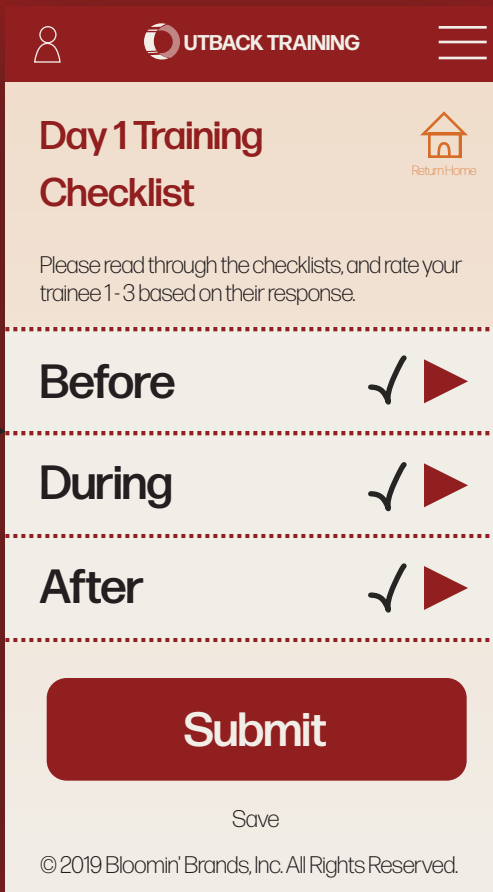 UTBACK TRAINING
Day 1 Training
Checklist
Return Home
Please read through the checklists, and rate your
trainee 1 - 3 based on their response.
Before
During
After
Submit
Save
© 2019 Bloomin' Brands, Inc. All Rights Reserved.